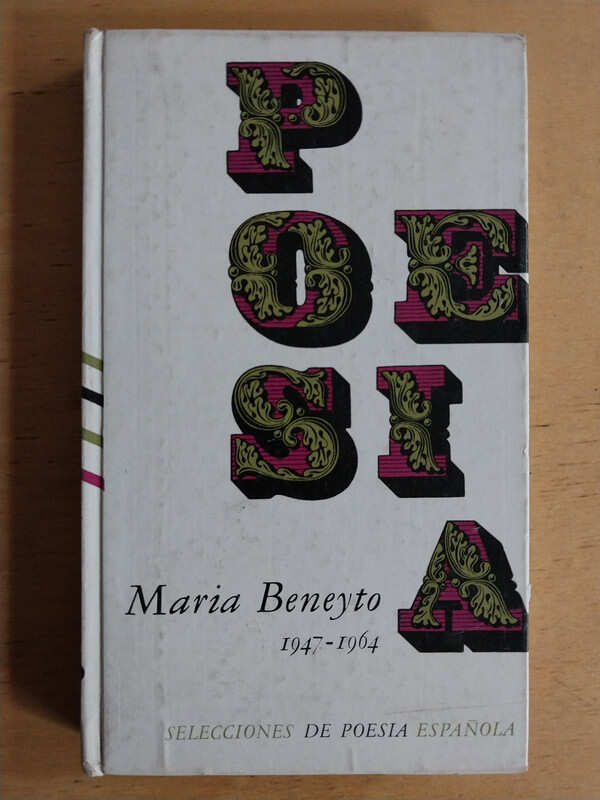 P
OE
SI
A
Maria Beneyto
1947-1964
SELECCIONES DE POESIA ESPAÑOLA